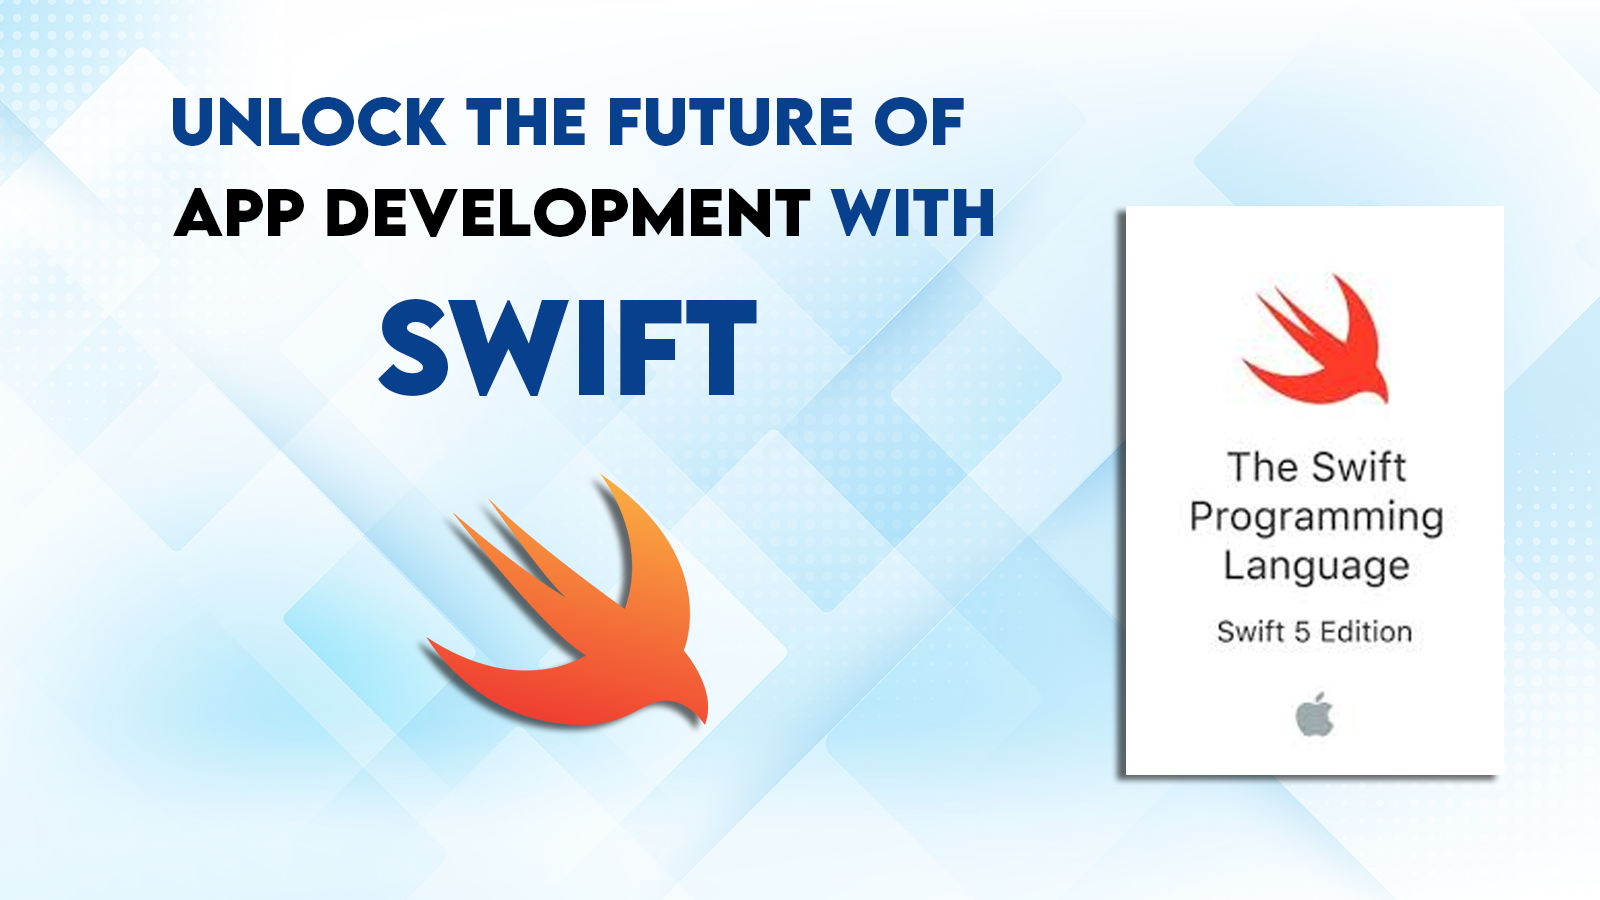 UNLOCK THE FUTURE OF
APP DEVELOPMENT WITH
SWIFT
The Swift
Programming
Language
Swift 5 Edition